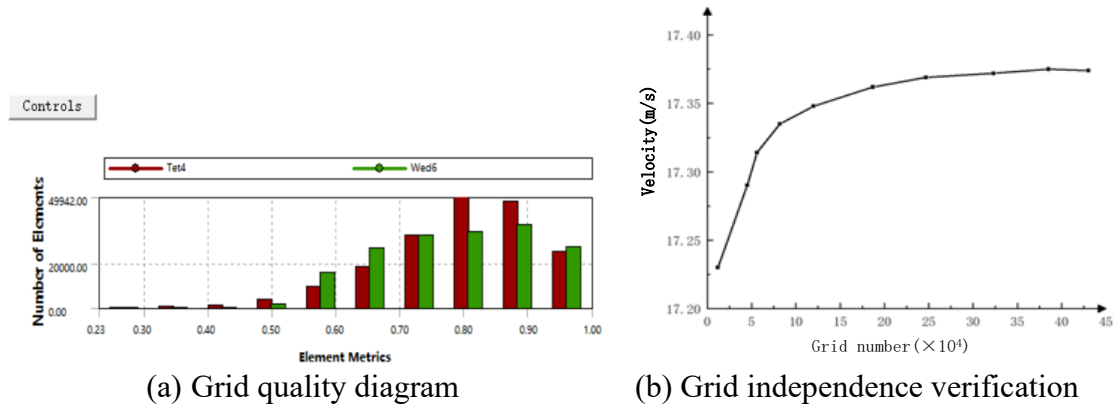 Controls
Tet4
Wed6
Number of Elements
49942.00
20000.00
0.00
0.23 0.30 0.40 0.50 0.60 0.70 0.80 0.90 1.00
Element Metrics
(a) Grid quality diagram
Velocity(m/s)
17.40
17.35
17.30
17.25
17.20
0 5 10 15 20 25 30 35 40 45
Grid number(×10⁴)
(b) Grid independence verification